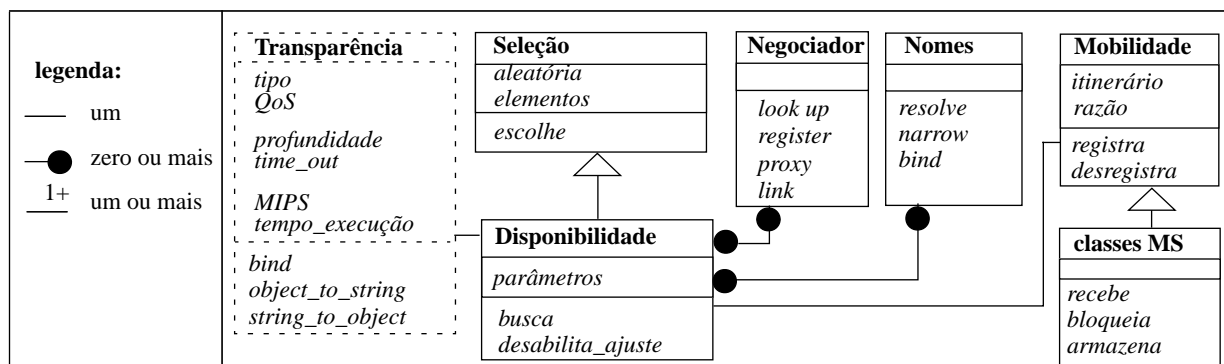 legenda:
um
zero ou mais
1+
um ou mais
Transparência
tipo
QoS
profundidade
time_out
MIPS
tempo_execução
bind
object_to_string
string_to_object
Seleção
aleatória
elementos
escolhe
Disponibilidade
parâmetros
busca
desabilita_ajuste
Negociador
look up
register
proxy
link
Nomes
resolve
narrow
bind
Mobilidade
itinerário
razão
registra
desregistra
classes MS
recebe
bloqueia
armazena